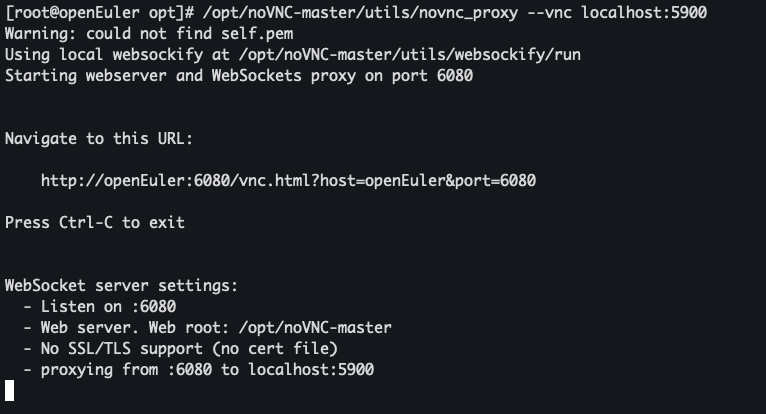 [root@openEuler opt]# /opt/noVNC-master/utils/novnc_proxy --vnc localhost:5900
Warning: could not find self.pem
Using local websockify at /opt/noVNC-master/utils/websockify/run
Starting webserver and WebSockets proxy on port 6080
Navigate to this URL:
http://openEuler:6080/vnc.html?host=openEuler&port=6080
Press Ctrl-C to exit
WebSocket server settings:
- Listen on :6080
- Web server. Web root: /opt/noVNC-master
- No SSL/TLS support (no cert file)
- proxying from :6080 to localhost:5900